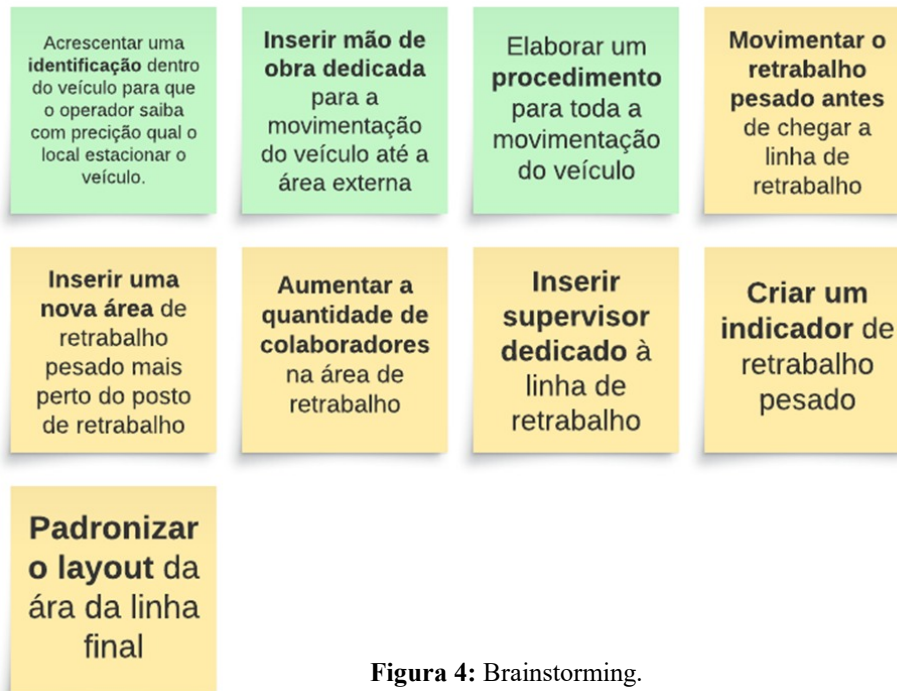 Acrescentar uma
identificação dentro
do veículo para que
o operador saiba
com precição qual o
local estacionar o
veículo.
Inserir mão de
obra dedicada
para a
movimentação
do veículo até a
área externa
Elaborar um
procedimento
para toda a
movimentação
do veículo
Movimentar o
retrabalho
pesado antes
de chegar a
linha de
retrabalho
Inserir uma
nova área de
retrabalho
pesado mais
perto do posto
de retrabalho
Aumentar a
quantidade de
colaboradores
na área de
retrabalho
Inserir
supervisor
dedicado à
linha de
retrabalho
Criar um
indicador de
retrabalho
pesado
Padronizar
o layout da
ára da linha
final
Figura 4: Brainstorming.